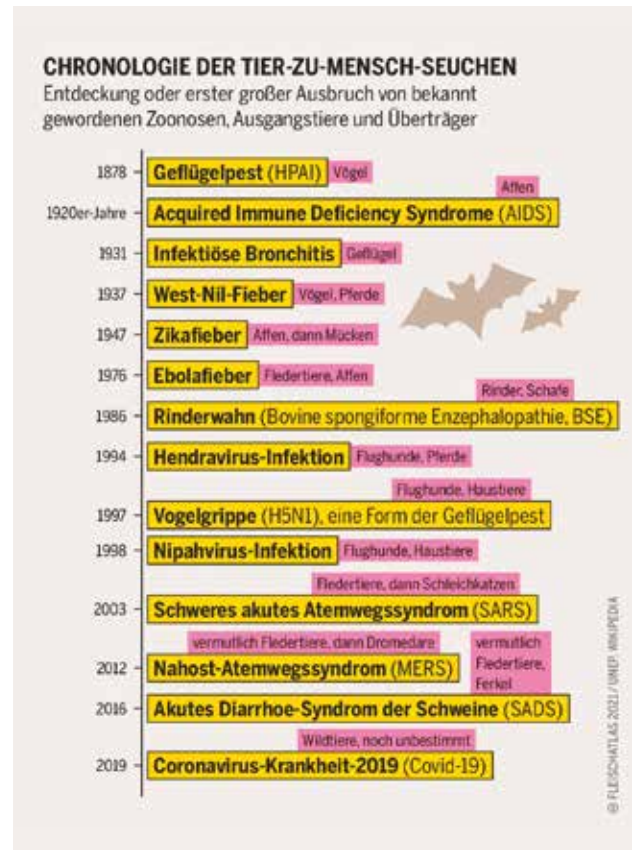 CHRONOLOGIE DER TIER-ZU-MENSCH-SEUCHEN
Entdeckung oder erster großer Ausbruch von bekannt
gewordenen Zoonosen, Ausgangstiere und Überträger
1878 Geflügelpest (HPAI) Vögel
Affen
1920er-Jahre Acquired Immune Deficiency Syndrome (AIDS)
1931 Infektiöse Bronchitis Geflügel
1937 West-Nil-Fieber Vögel, Pferde
1947 Zikafieber Affen, dann Mücken
1976 Ebolafieber Fledertiere, Affen
Rinder, Schafe
1986 Rinderwahn (Bovine spongiforme Enzephalopathie, BSE)
1994 Hendravirus-Infektion Flughunde, Pferde
Flughunde, Haustiere
1997 Vogelgrippe (H5N1), eine Form der Geflügelpest
1998 Nipahvirus-Infektion Flughunde, Haustiere
Fledertiere, dann Schleichkatzen
2003 Schweres akutes Atemwegssyndrom (SARS)
vermutlich Fledertiere, dann Dromedare
2012 Nahost-Atemwegssyndrom (MERS)
vermutlich
Fledertiere,
Ferkel
2016 Akutes Diarrhoe-Syndrom der Schweine (SADS)
Wildtiere, noch unbestimmt
2019 Coronavirus-Krankheit-2019 (Covid-19)
© FLEISCHATLAS 2021 / UNEP, WIKIPEDIA